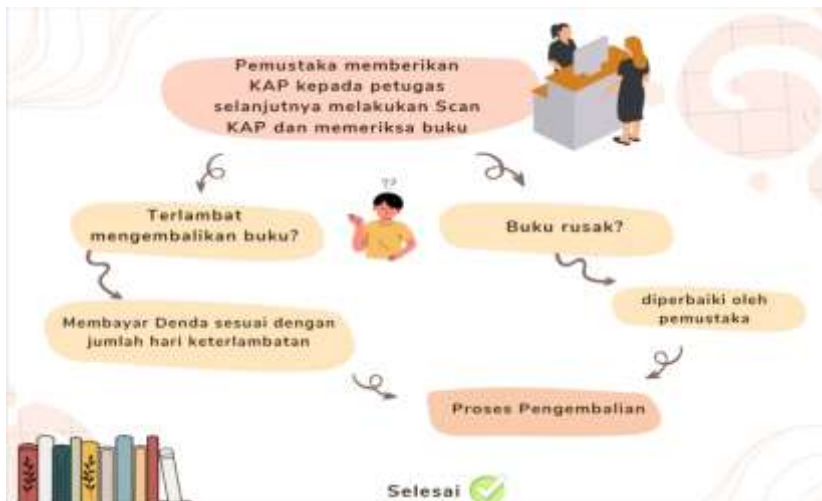 Pemustaka memberikan
KAP kepada petugas
selanjutnya melakukan Scan
KAP dan memeriksa buku
??
Terlambat
mengembalikan buku?
Buku rusak?
diperbaiki oleh
pemustaka
Membayar Denda sesuai dengan
jumlah hari keterlambatan
Proses Pengembalian
Selesai